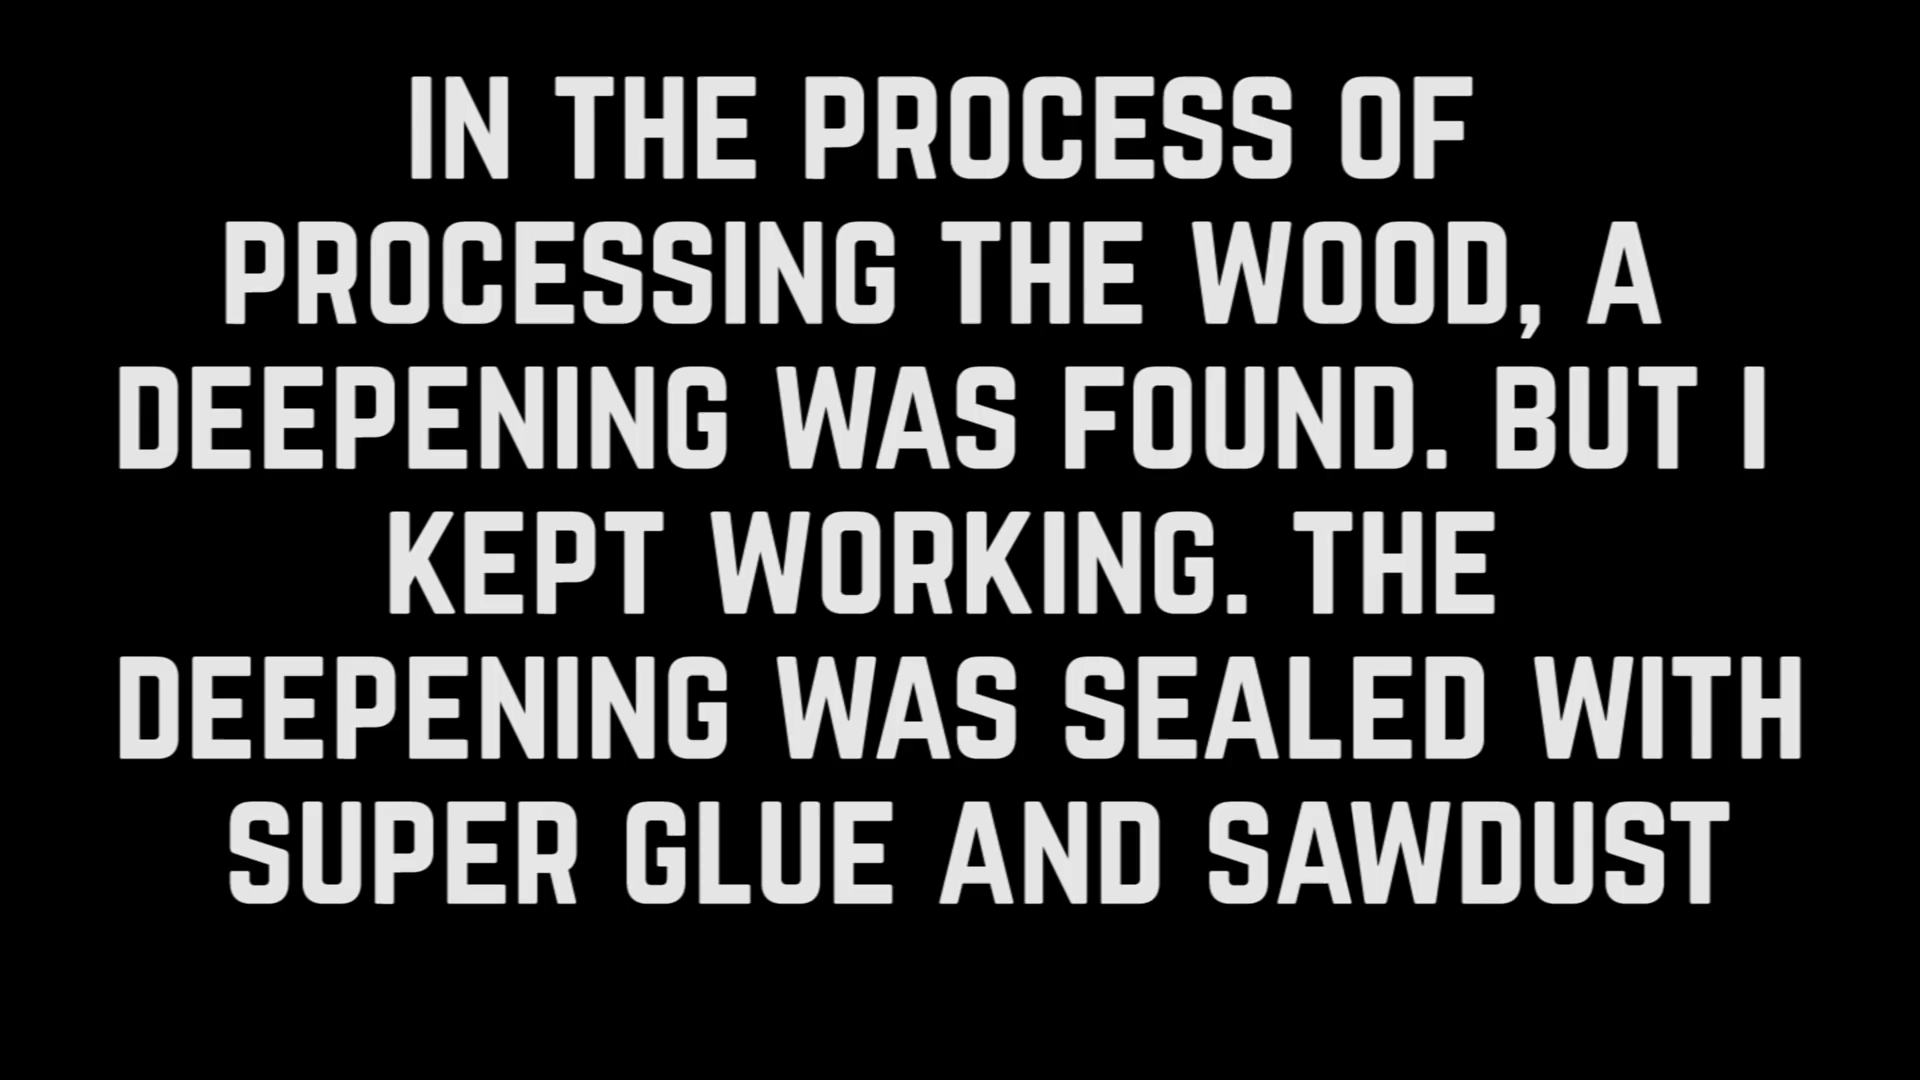 IN THE PROCESS OF
PROCESSING THE WOOD, A
DEEPENING WAS FOUND. BUT I
KEPT WORKING. THE
DEEPENING WAS SEALED WITH
SUPER GLUE AND SAWDUST